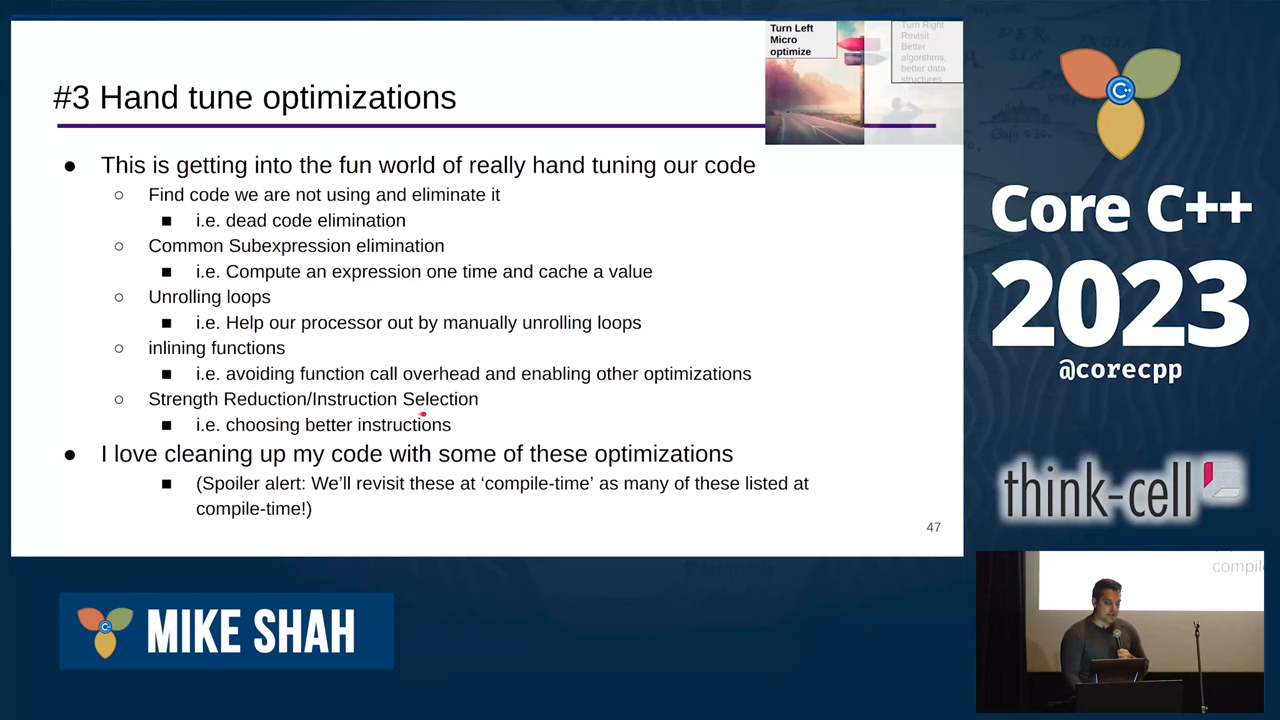 Turn Left
Micro
optimize
Turn Right
Revisit
Better
algorithms,
better data
structures
#3 Hand tune optimizations
● This is getting into the fun world of really hand tuning our code
○ Find code we are not using and eliminate it
■ i.e. dead code elimination
○ Common Subexpression elimination
■ i.e. Compute an expression one time and cache a value
○ Unrolling loops
■ i.e. Help our processor out by manually unrolling loops
○ inlining functions
■ i.e. avoiding function call overhead and enabling other optimizations
○ Strength Reduction/Instruction Selection
■ i.e. choosing better instructions
● I love cleaning up my code with some of these optimizations
■ (Spoiler alert: We’ll revisit these at ‘compile-time’ as many of these listed at
compile-time!)
47
C++
Core C++
2023
@corecpp
think-cell
MIKE SHAH